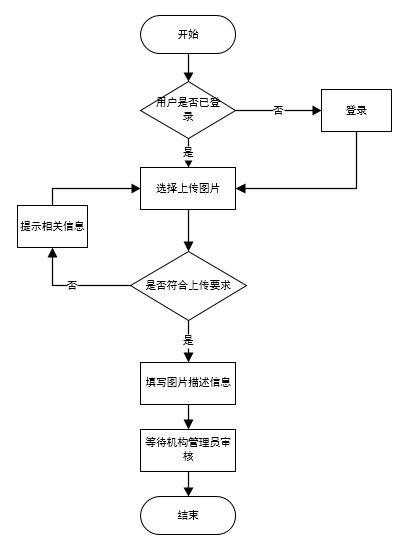 开始
用户是否已登
录
否
登录
是
选择上传图片
提示相关信息
是否符合上传要求
否
是
填写图片描述信息
等待机构管理员审
核
结束